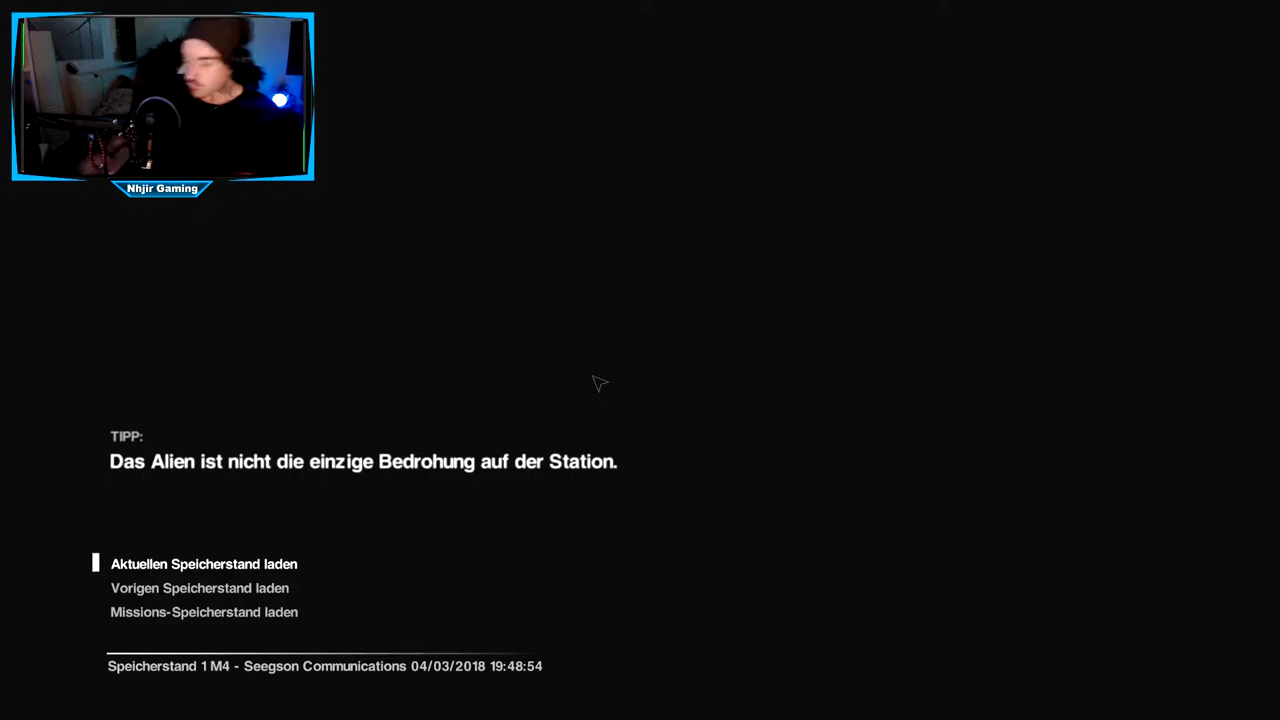 Nhjir Gaming
TIPP:
Das Alien ist nicht die einzige Bedrohung auf der Station.
Aktuellen Speicherstand laden
Vorigen Speicherstand laden
Missions-Speicherstand laden
Speicherstand 1 M4 - Seegson Communications 04/03/2018 19:48:54